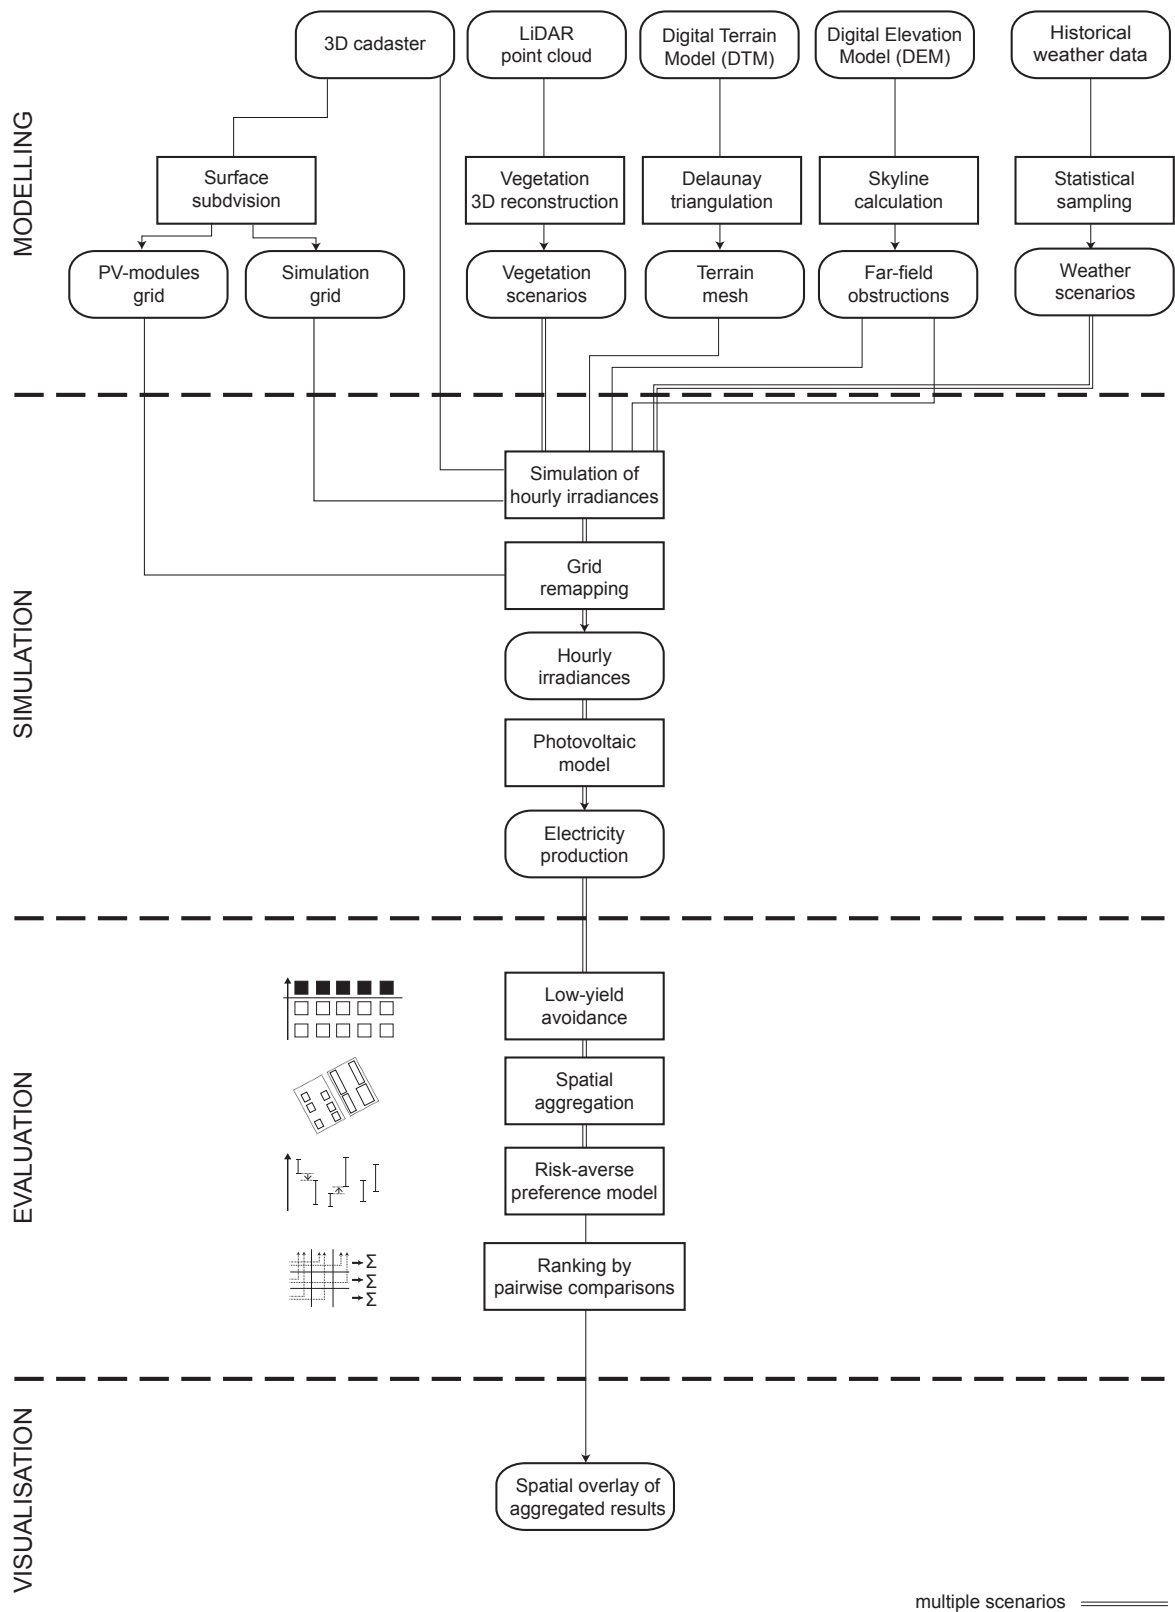 MODELLING
3D cadaster
LiDAR
point cloud
Digital Terrain
Model (DTM)
Digital Elevation
Model (DEM)
Historical
weather data
Surface
subdvision
Vegetation
3D reconstruction
Delaunay
triangulation
Skyline
calculation
Statistical
sampling
PV-modules
grid
Simulation
grid
Vegetation
scenarios
Terrain
mesh
Far-field
obstructions
Weather
scenarios
SIMULATION
Simulation of
hourly irradiances
Grid
remapping
Hourly
irradiances
Photovoltaic
model
Electricity
production
EVALUATION
Low-yield
avoidance
Spatial
aggregation
Risk-averse
preference model
Ranking by
pairwise comparisons
Σ
Σ
Σ
VISUALISATION
Spatial overlay of
aggregated results
multiple scenarios